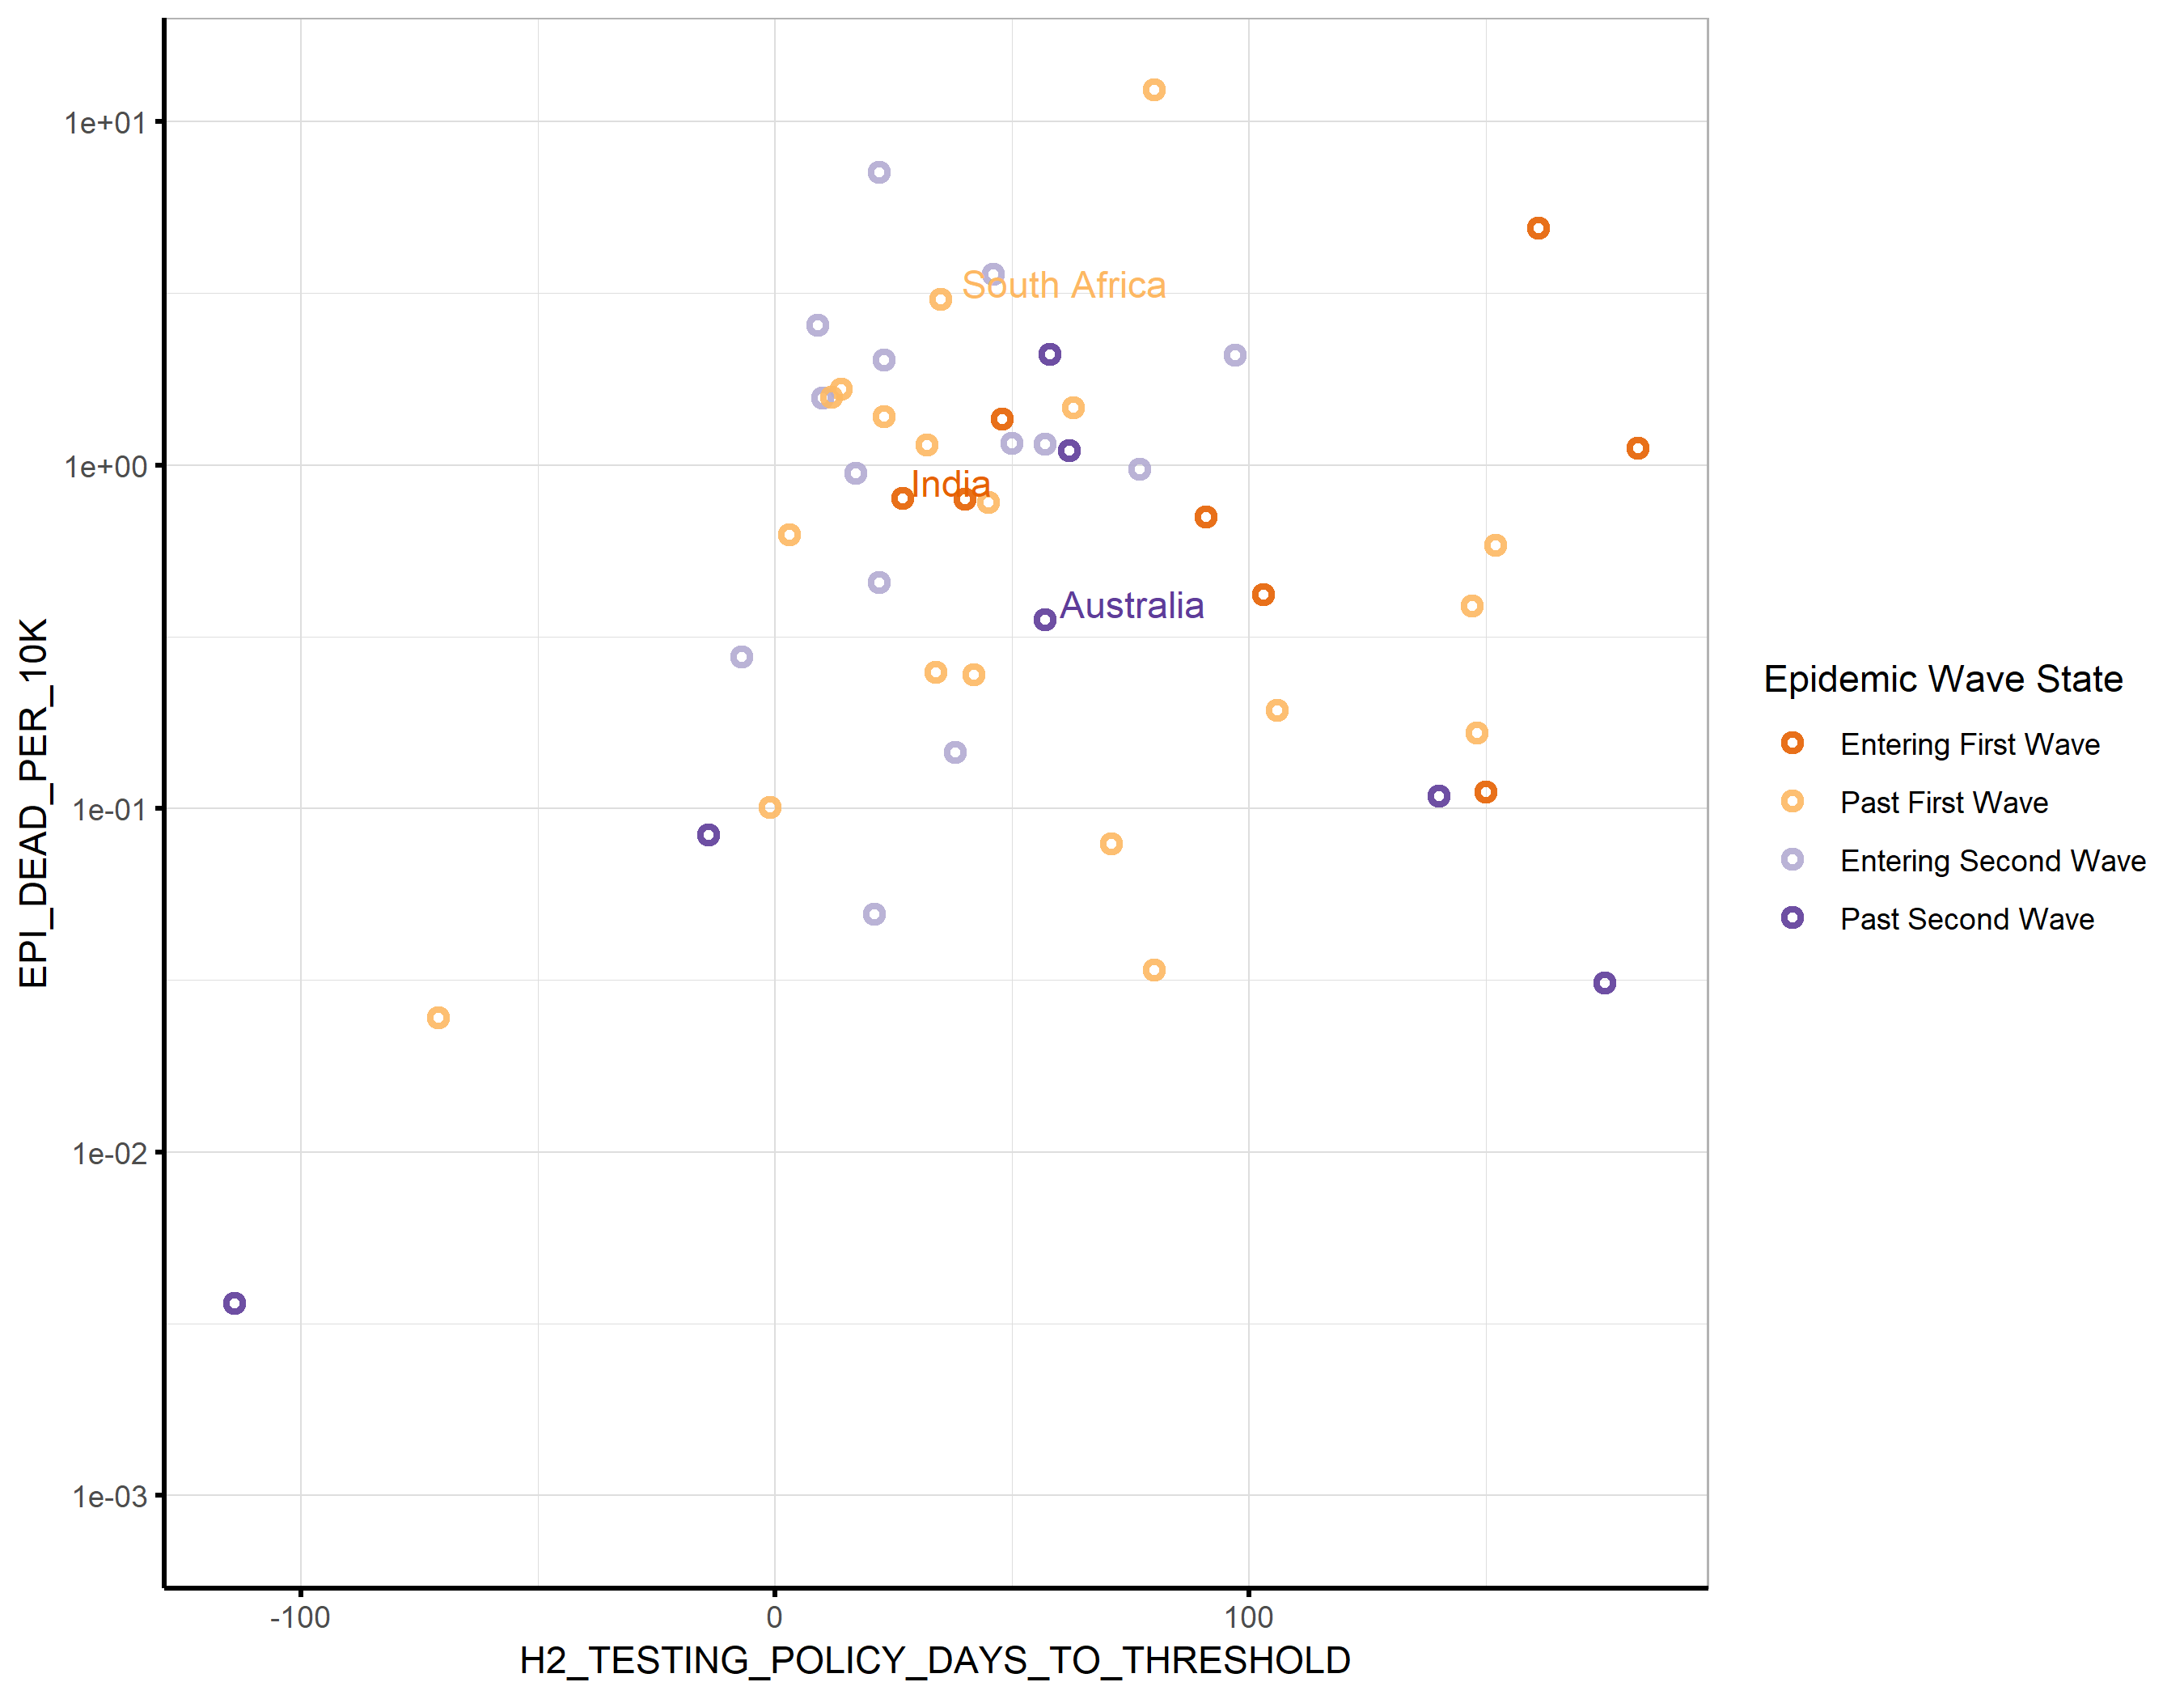 1e+01
1e+00
1e-01
1e-02
1e-03
EPI_DEAD_PER_10K
South Africa
India
Australia
-100
0
100
H2_TESTING_POLICY_DAYS_TO_THRESHOLD
Epidemic Wave State
Entering First Wave
Past First Wave
Entering Second Wave
Past Second Wave